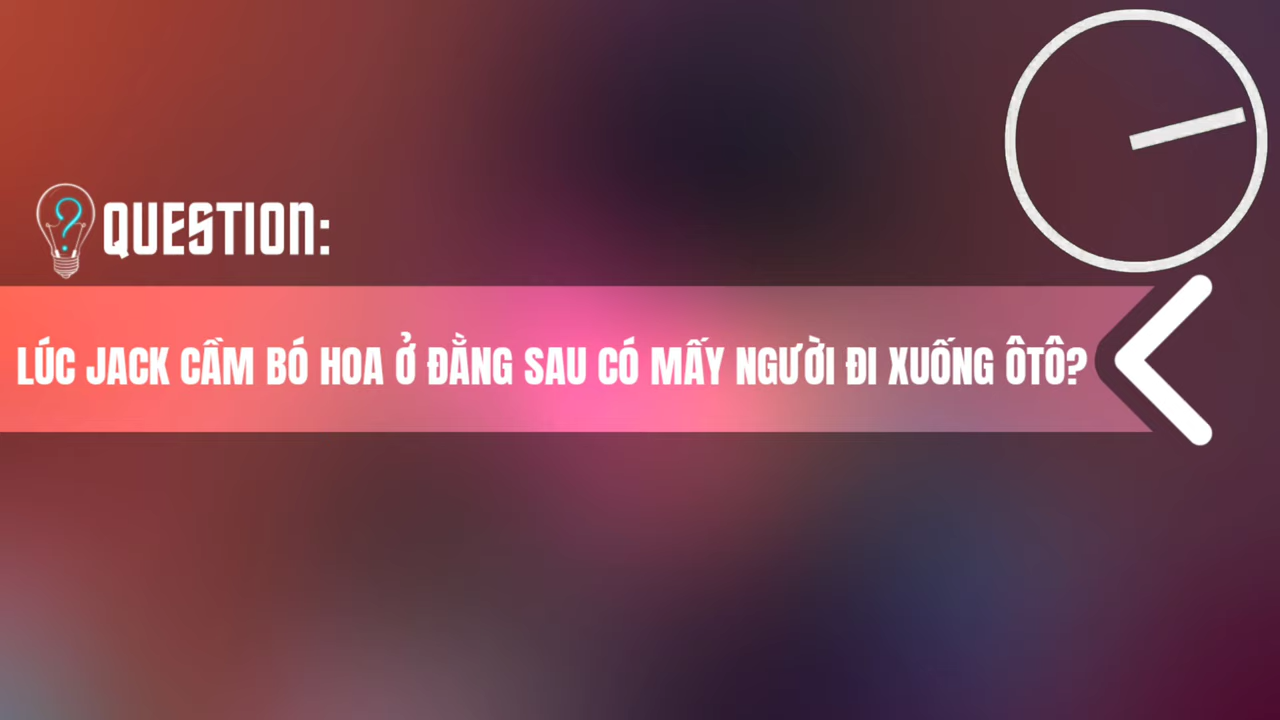 QUESTION:
LÚC JACK CẦM BÓ HOA Ở ĐẰNG SAU CÓ MẤY NGƯỜI ĐI XUỐNG ÔTÔ?